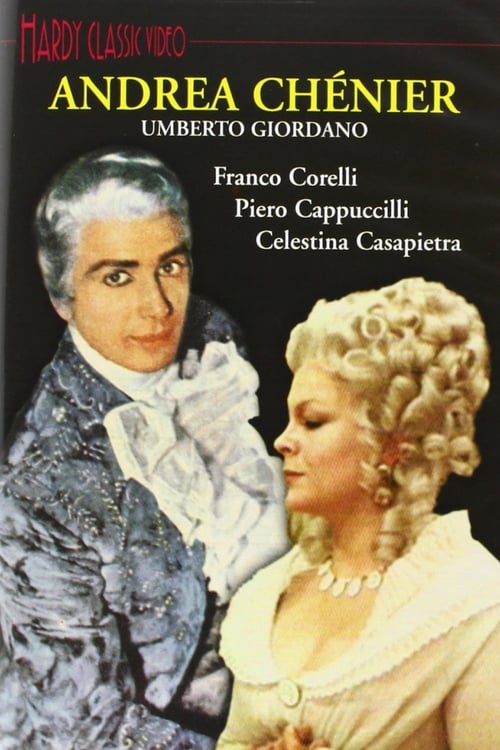 HARDY CLASSIC VIDEO
ANDREA CHÉNIER
UMBERTO GIORDANO
Franco Corelli
Piero Cappuccilli
Celestina Casapietra